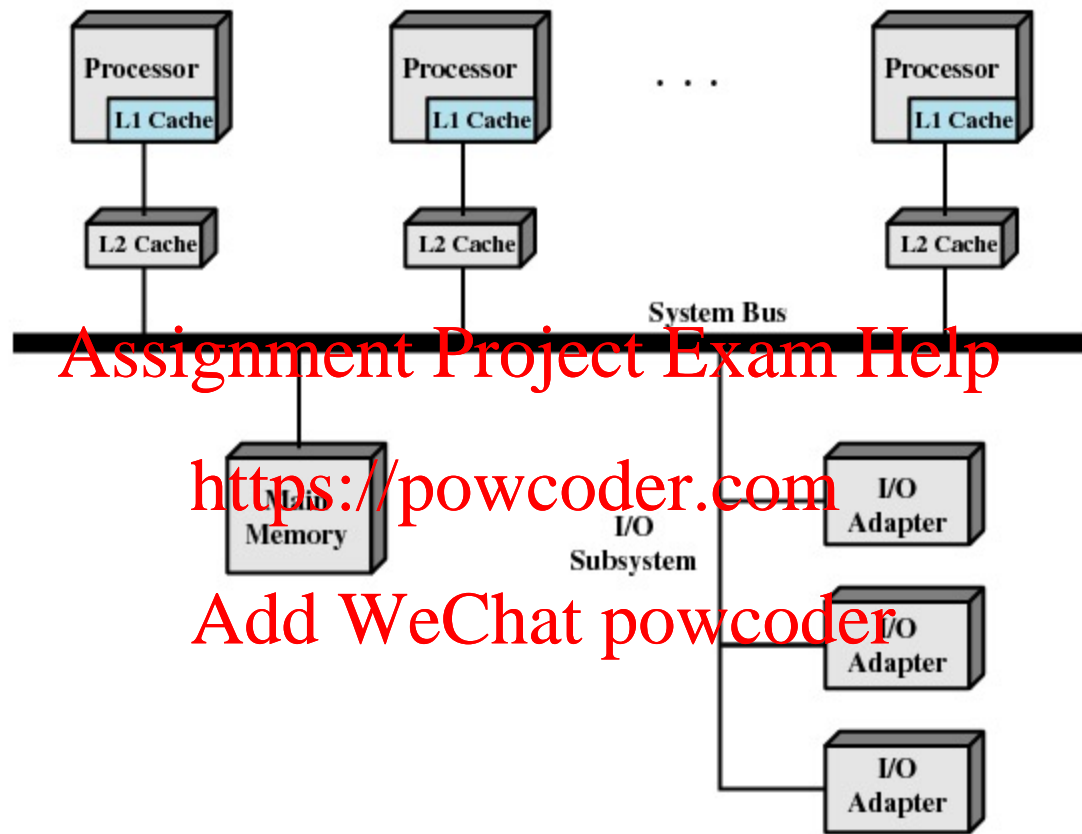 Processor
L1 Cache
L2 Cache
Processor
L1 Cache
L2 Cache
. . .
Processor
L1 Cache
L2 Cache
System Bus
Assignment Project Exam Help
https://powcoder.com
Main
Memory
I/O
Subsystem
I/O
Adapter
Add WeChat powcoder
I/O
Adapter
I/O
Adapter